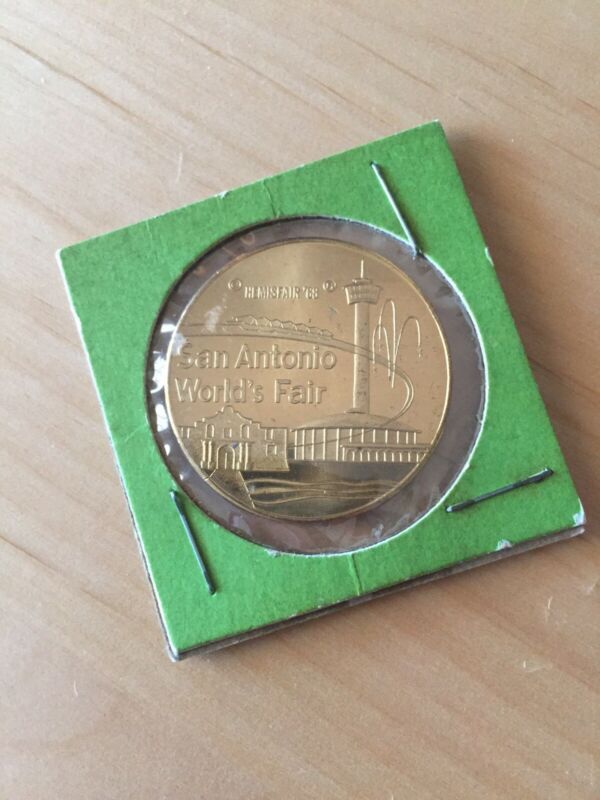 © HEMISFAIR '68 ®
San Antonio
World's Fair